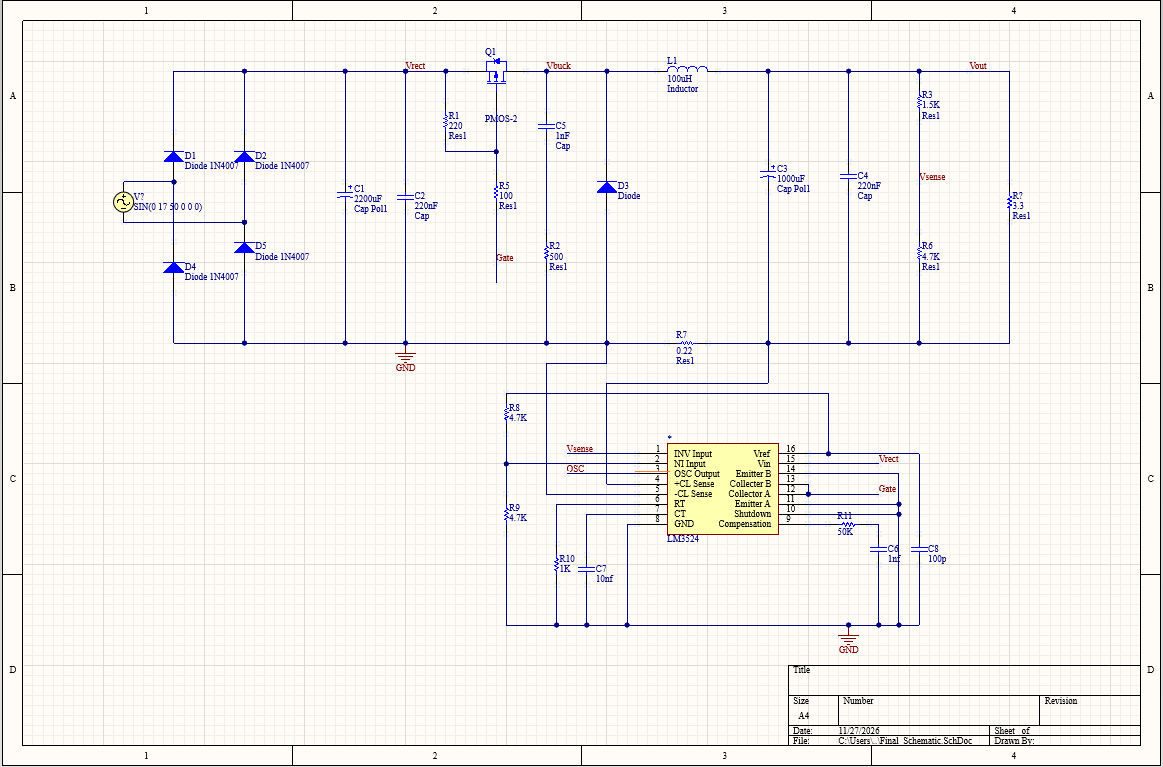 1 2 3 4
A A
B B
C C
D D
1 2 3 4
Vrect
Q1
PMOS-2
Vbuck
L1
100uH
Inductor
Vout
R1
220
Res1
C5
1nF
Cap
R3
1.5K
Res1
D1
Diode 1N4007
D2
Diode 1N4007
V?
SIN(0 17 50 0 0 0)
C1
2200uF
Cap Pol1
C2
220nF
Cap
R5
100
Res1
D3
Diode
C3
1000uF
Cap Pol1
C4
220nF
Cap
Vsense
R?
3.3
Res1
D5
Diode 1N4007
D4
Diode 1N4007
Gate
R2
500
Res1
R6
4.7K
Res1
R7
0.22
Res1
GND
R8
4.7K
*
Vsense
OSC
1 INV Input Vref 16
2 NI Input Vin 15
3 OSC Output Emitter B 14
4 +CL Sense Collector B 13
5 -CL Sense Collector A 12
6 RT Emitter A 11
7 CT Shutdown 10
8 GND Compensation 9
LM3524
Vrect
Gate
R9
4.7K
R11
50K
R10
1K
C7
10nf
C6
1nf
C8
100p
GND
Title
Size Number Revision
A4
Date: 11/27/2026 Sheet of
File: C:\Users\..\Final_Schematic.SchDoc Drawn By: